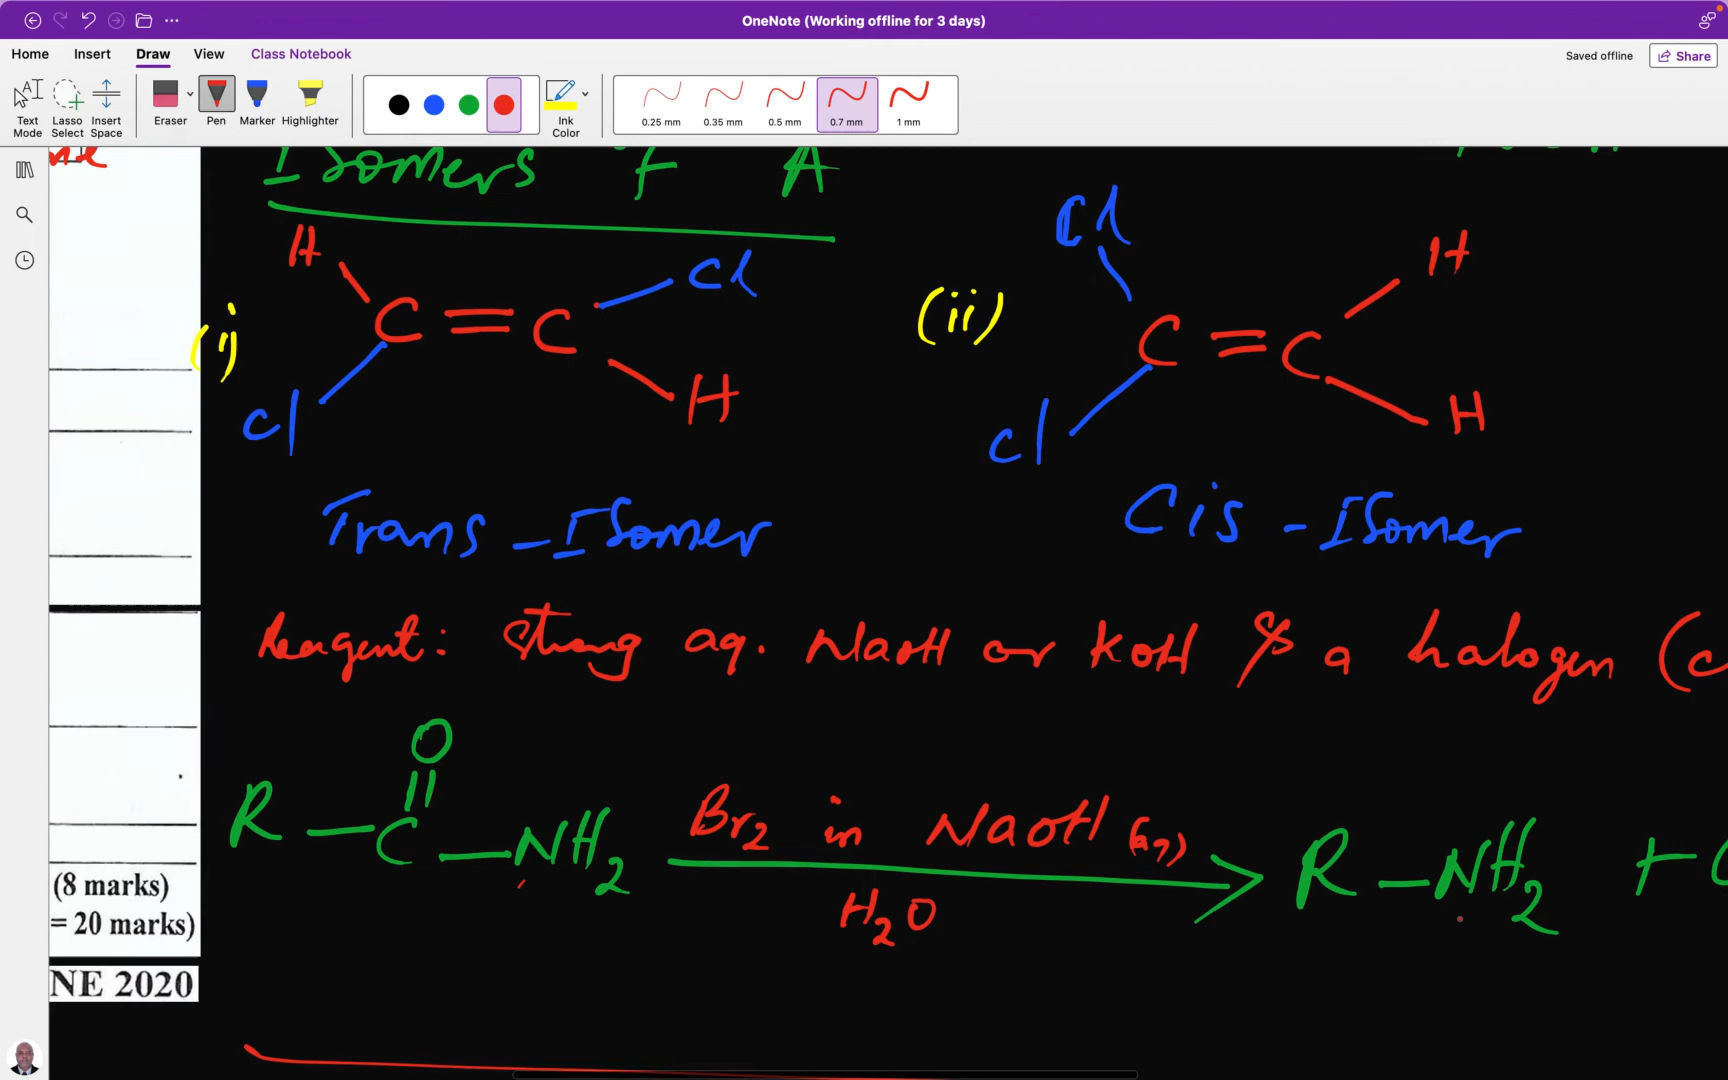 OneNote (Working offline for 3 days)
Home Insert Draw View Class Notebook
Saved offline Share
Text Mode Lasso Select Insert Space Eraser Pen Marker Highlighter Ink Color 0.25 mm 0.35 mm 0.5 mm 0.7 mm 1 mm
Isomers of A
H Cl
(i) C = C
Cl H
Cl H
(ii) C = C
Cl H
Trans - Isomer Cis - Isomer
Reagent: Strong aq. NaOH or KOH & a halogen (
O
R - C - NH2 Br2 in NaOH (aq) R - NH2 +
H2O
(8 marks)
= 20 marks)
NE 2020